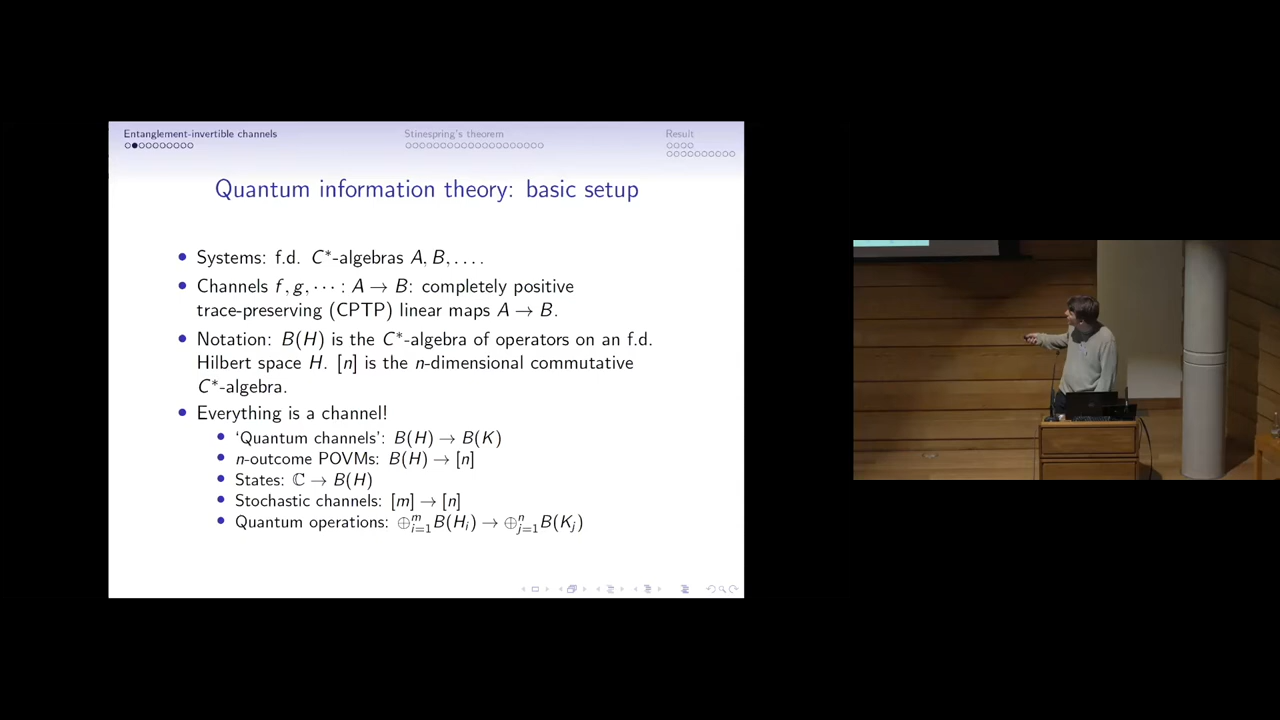 Entanglement-invertible channels
Stinespring's theorem
Result
Quantum information theory: basic setup
• Systems: f.d. C*-algebras A, B, . . . .
• Channels f, g, · · · : A → B: completely positive
trace-preserving (CPTP) linear maps A → B.
• Notation: B(H) is the C*-algebra of operators on an f.d.
Hilbert space H. [n] is the n-dimensional commutative
C*-algebra.
• Everything is a channel!
• ‘Quantum channels’: B(H) → B(K)
• n-outcome POVMs: B(H) → [n]
• States: ℂ → B(H)
• Stochastic channels: [m] → [n]
• Quantum operations: ⊕ᵐᵢ₌₁B(Hᵢ) → ⊕ⁿⱼ₌₁B(Kⱼ)